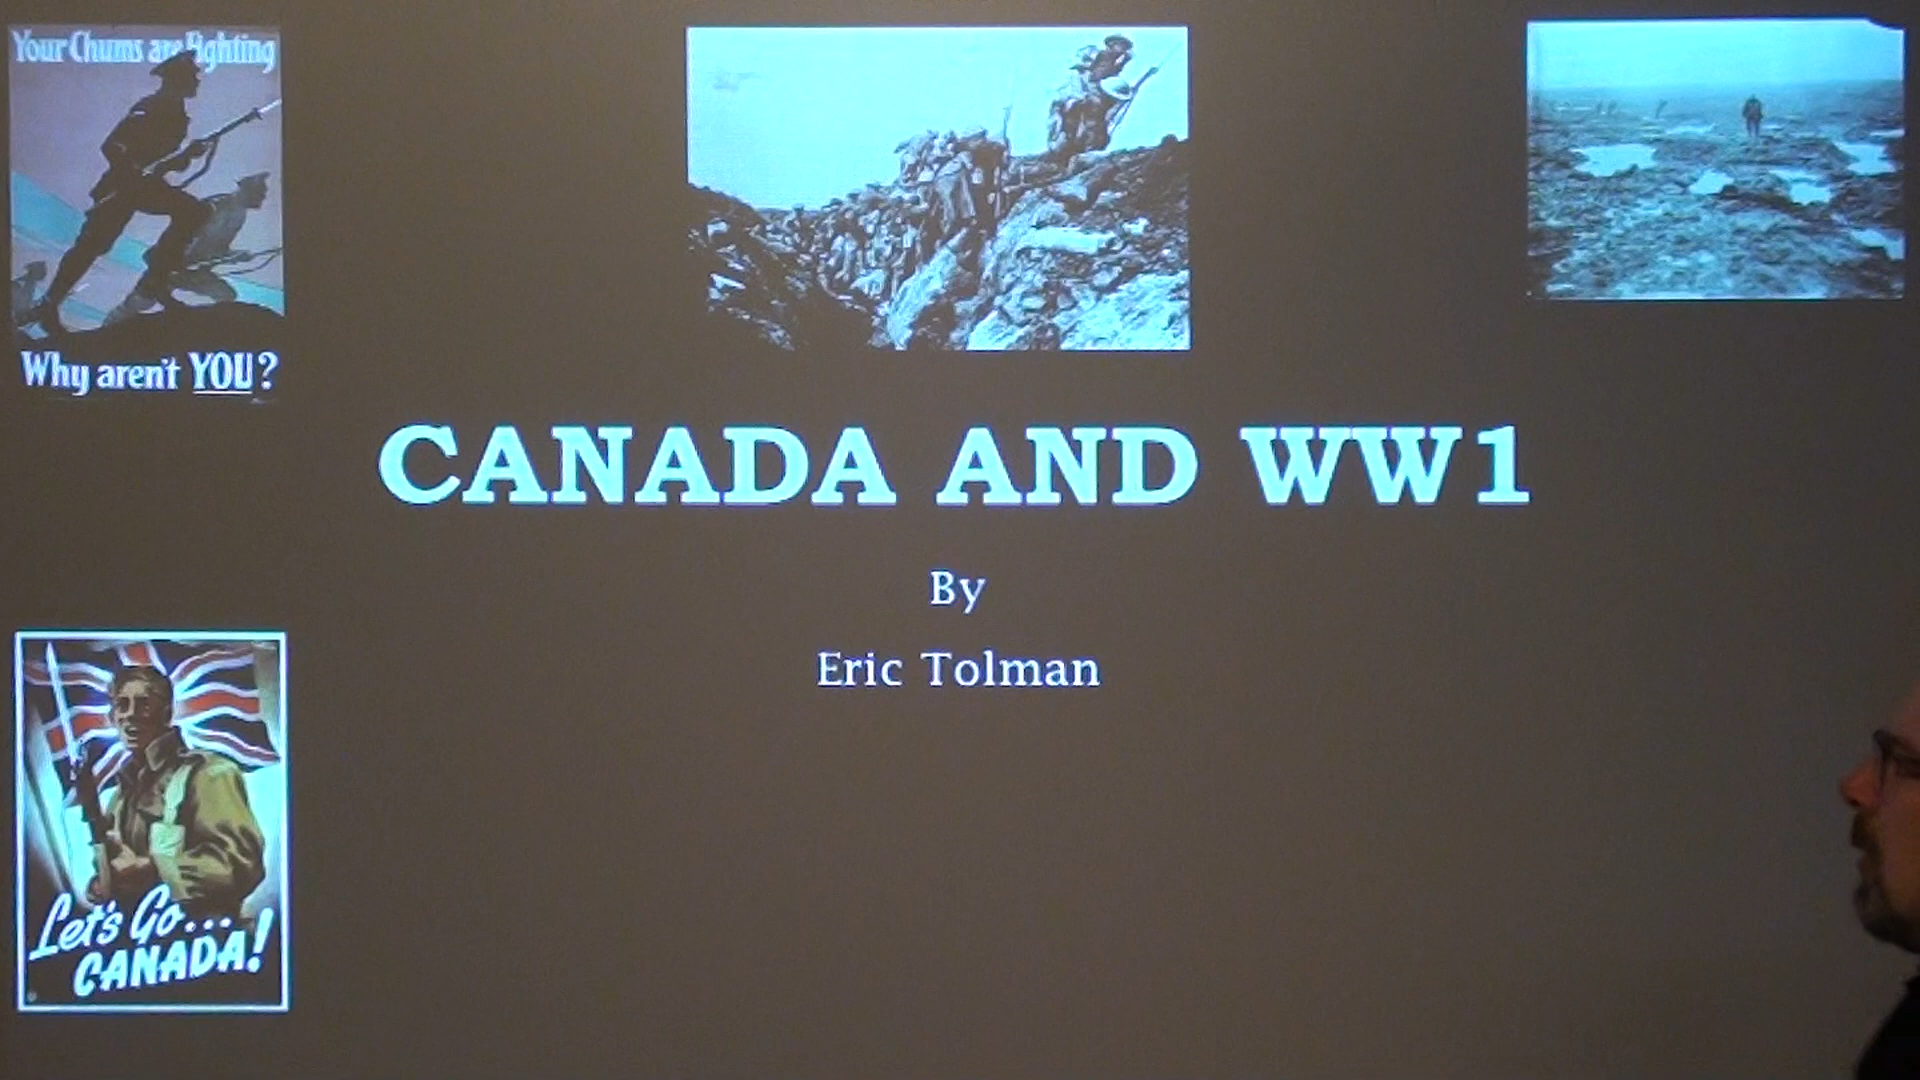 Your Chums are Fighting
Why aren't YOU?
CANADA AND WW1
By
Eric Tolman
Let's Go...
CANADA!